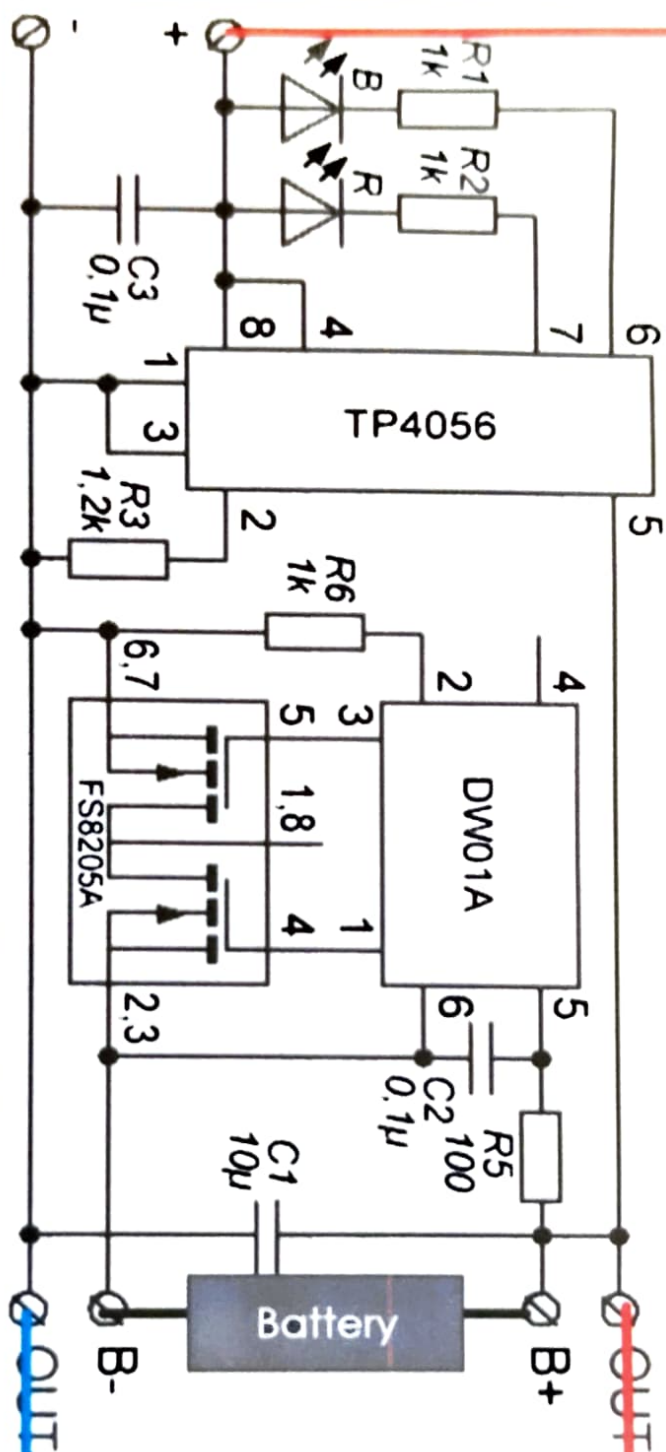 -
+
B
R1
1k
R
R2
1k
C3
0,1µ
8
4
7
6
1
3
TP4056
R3
1,2k
2
5
R6
1k
6,7
2
4
5
3
1,8
FS8205A
DW01A
4
1
2,3
6
5
C2
0,1µ
R5
100
C1
10µ
Battery
OUT
B-
B+
OUT